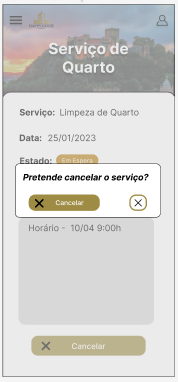 Serviço de
Quarto
Serviço: Limpeza de Quarto
Data: 25/01/2023
Estado: Em Espera
Pretende cancelar o serviço?
Cancelar
Horário - 10/04 9:00h
Cancelar